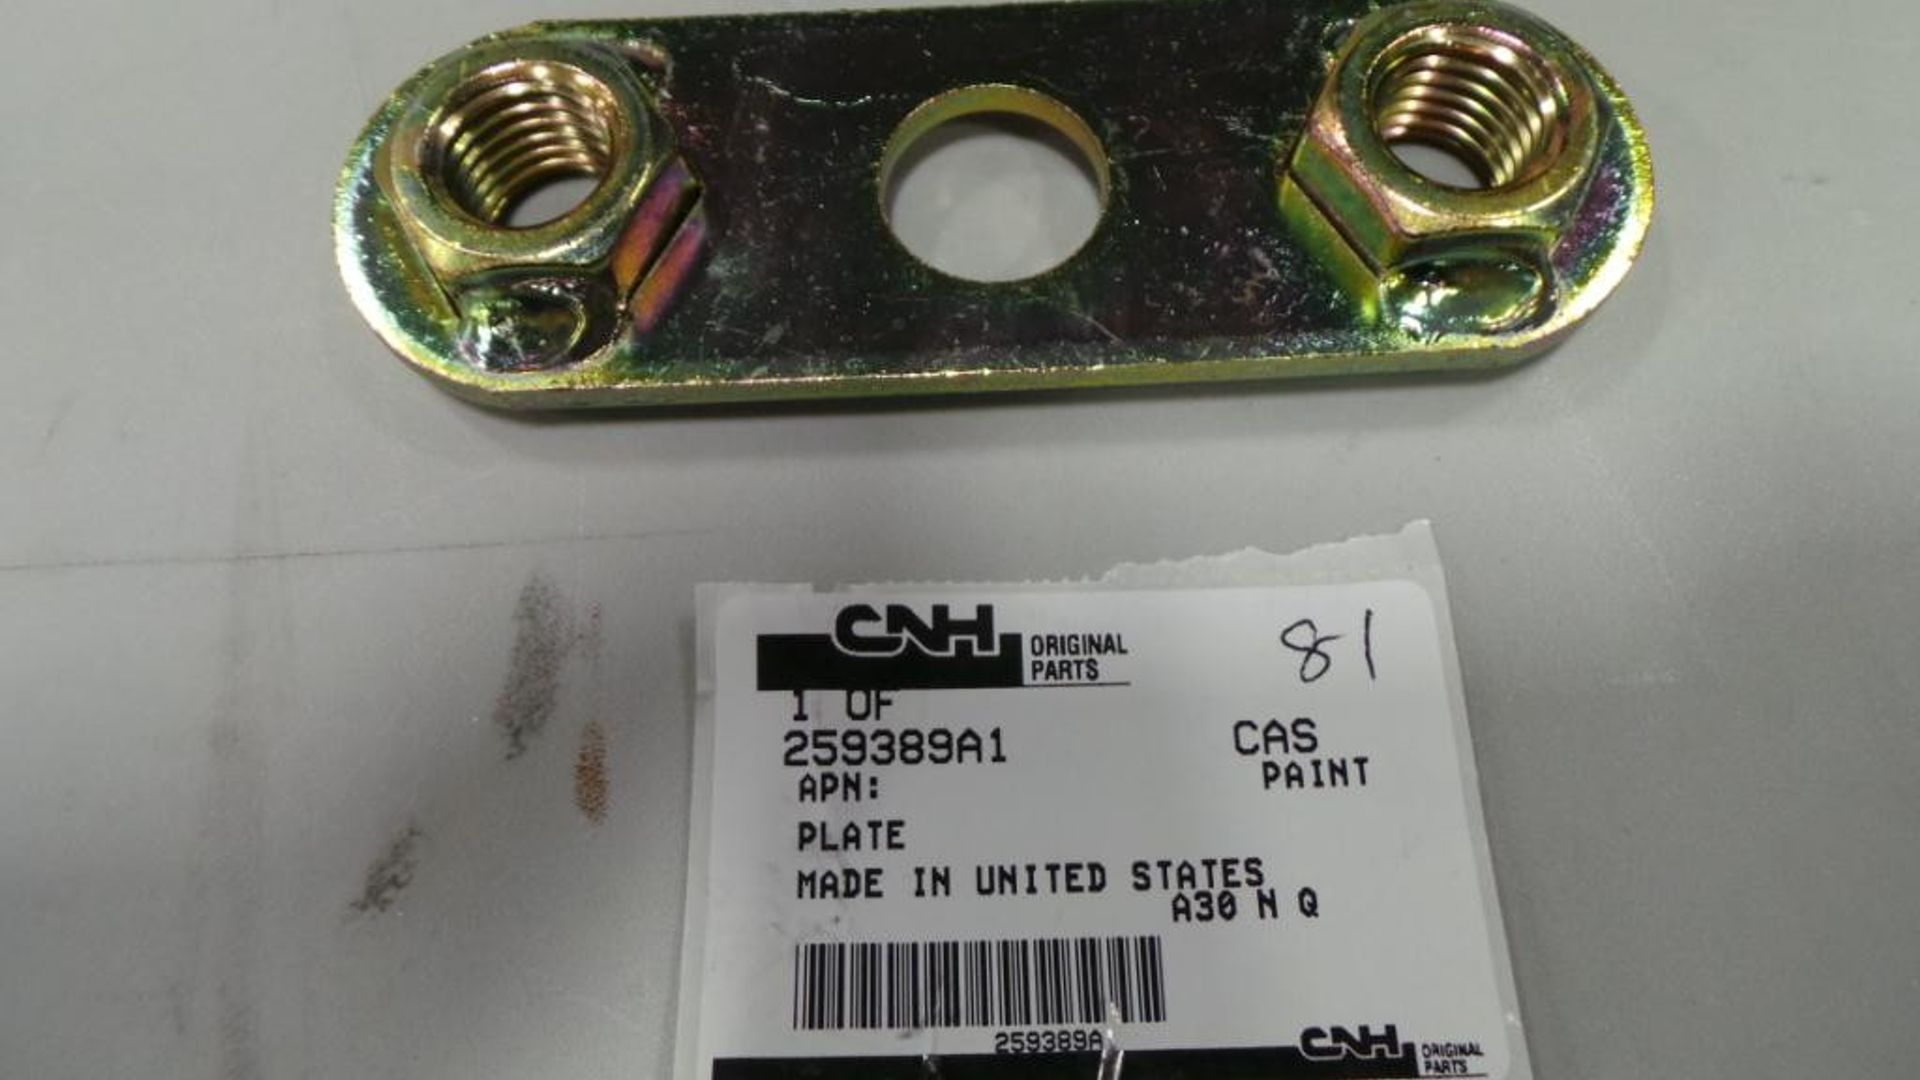 CNH ORIGINAL PARTS
81
1 OF
259389A1 CAS
PAINT
APN:
PLATE
MADE IN UNITED STATES
A30 N Q
259389A
CNH ORIGINAL PARTS